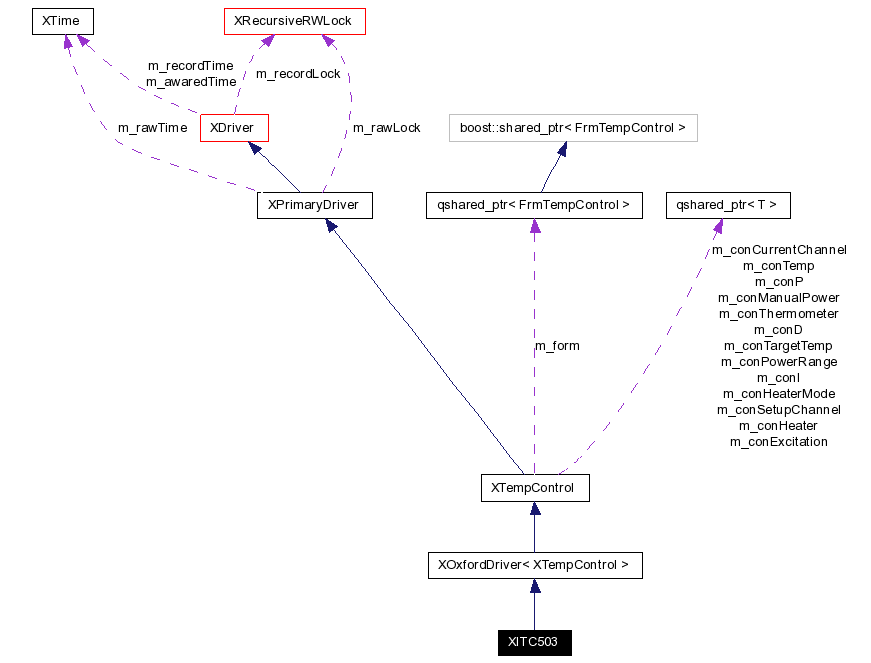 XTime
XRecursiveRWLock
m_recordTime
m_awaredTime
m_recordLock
m_rawTime
XDriver
m_rawLock
boost::shared_ptr< FrmTempControl >
XPrimaryDriver
qshared_ptr< FrmTempControl >
qshared_ptr< T >
m_conCurrentChannel
m_conTemp
m_conP
m_conManualPower
m_conThermometer
m_conD
m_conTargetTemp
m_conPowerRange
m_conI
m_conHeaterMode
m_conSetupChannel
m_conHeater
m_conExcitation
m_form
XTempControl
XOxfordDriver< XTempControl >
XITC503